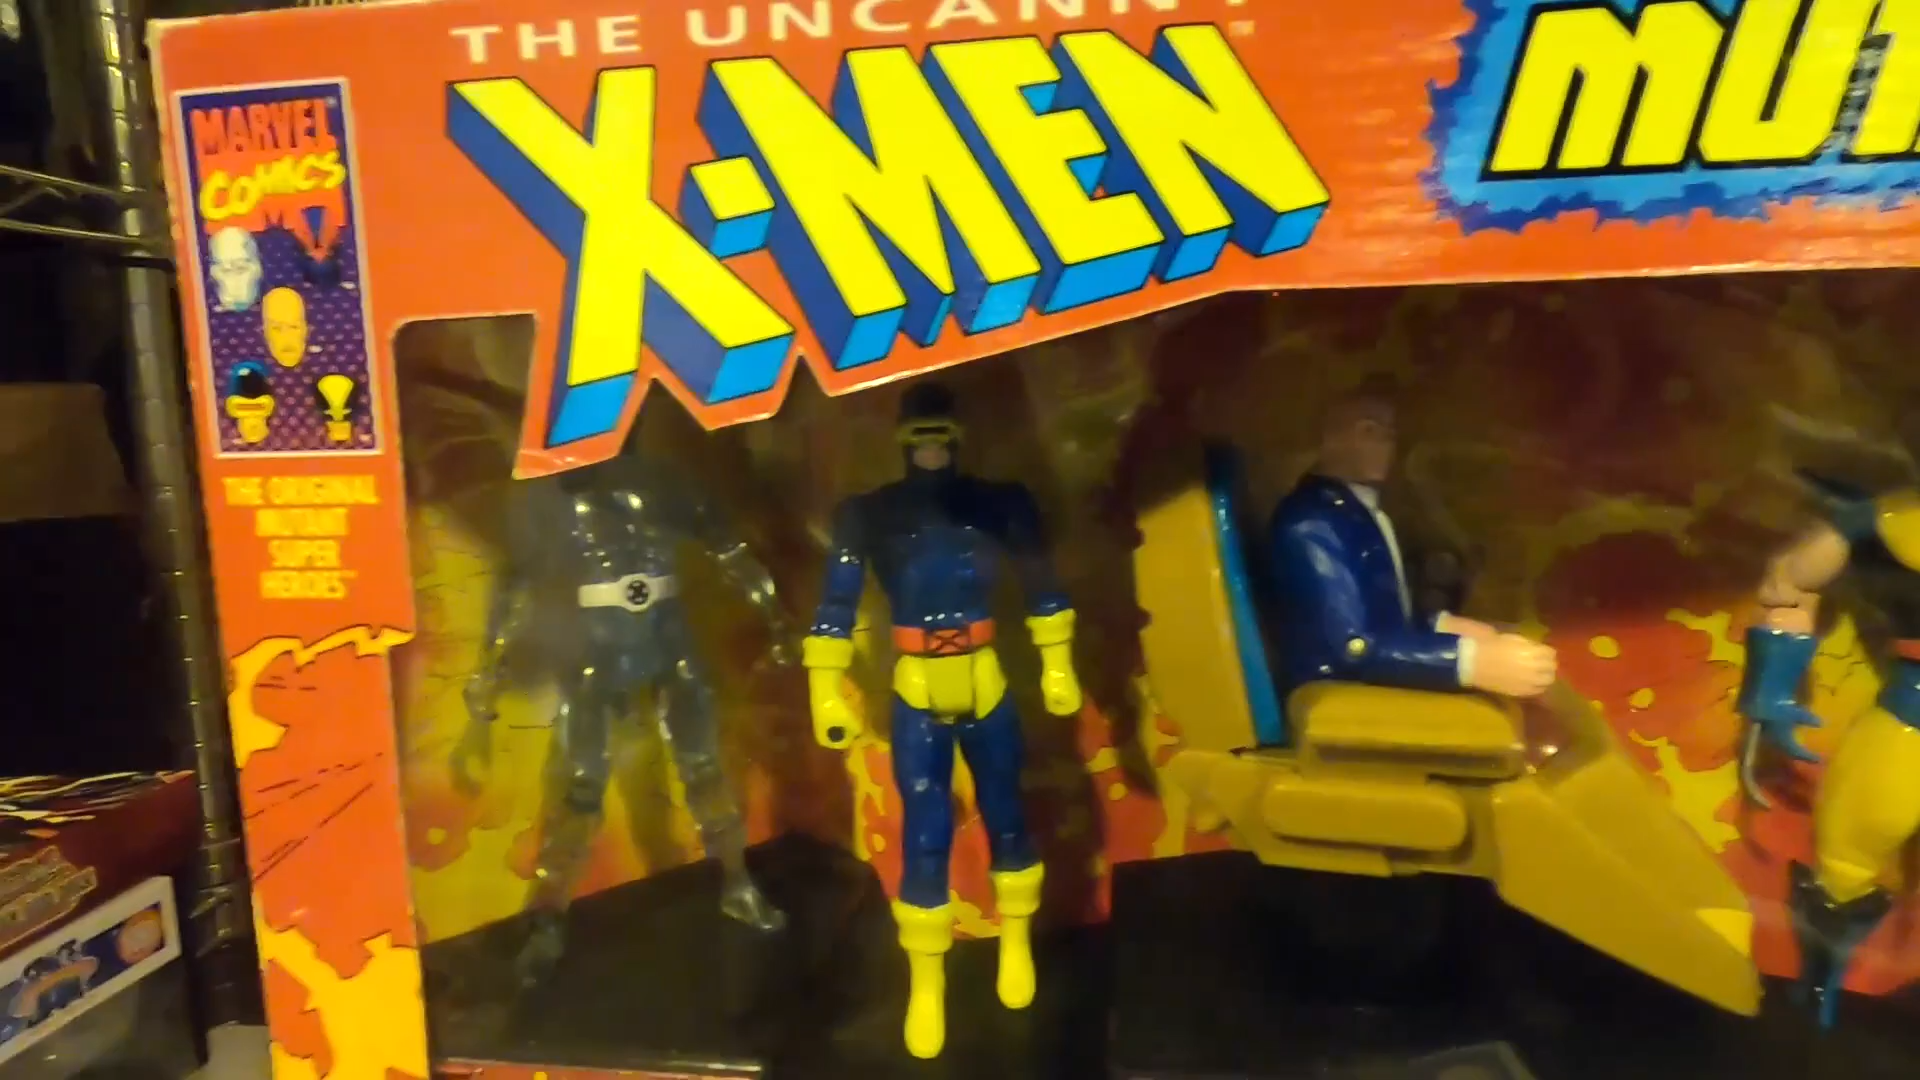 THE UNCANNY
X-MEN
MARVEL
COMICS
THE ORIGINAL
MUTANT
SUPER
HEROES